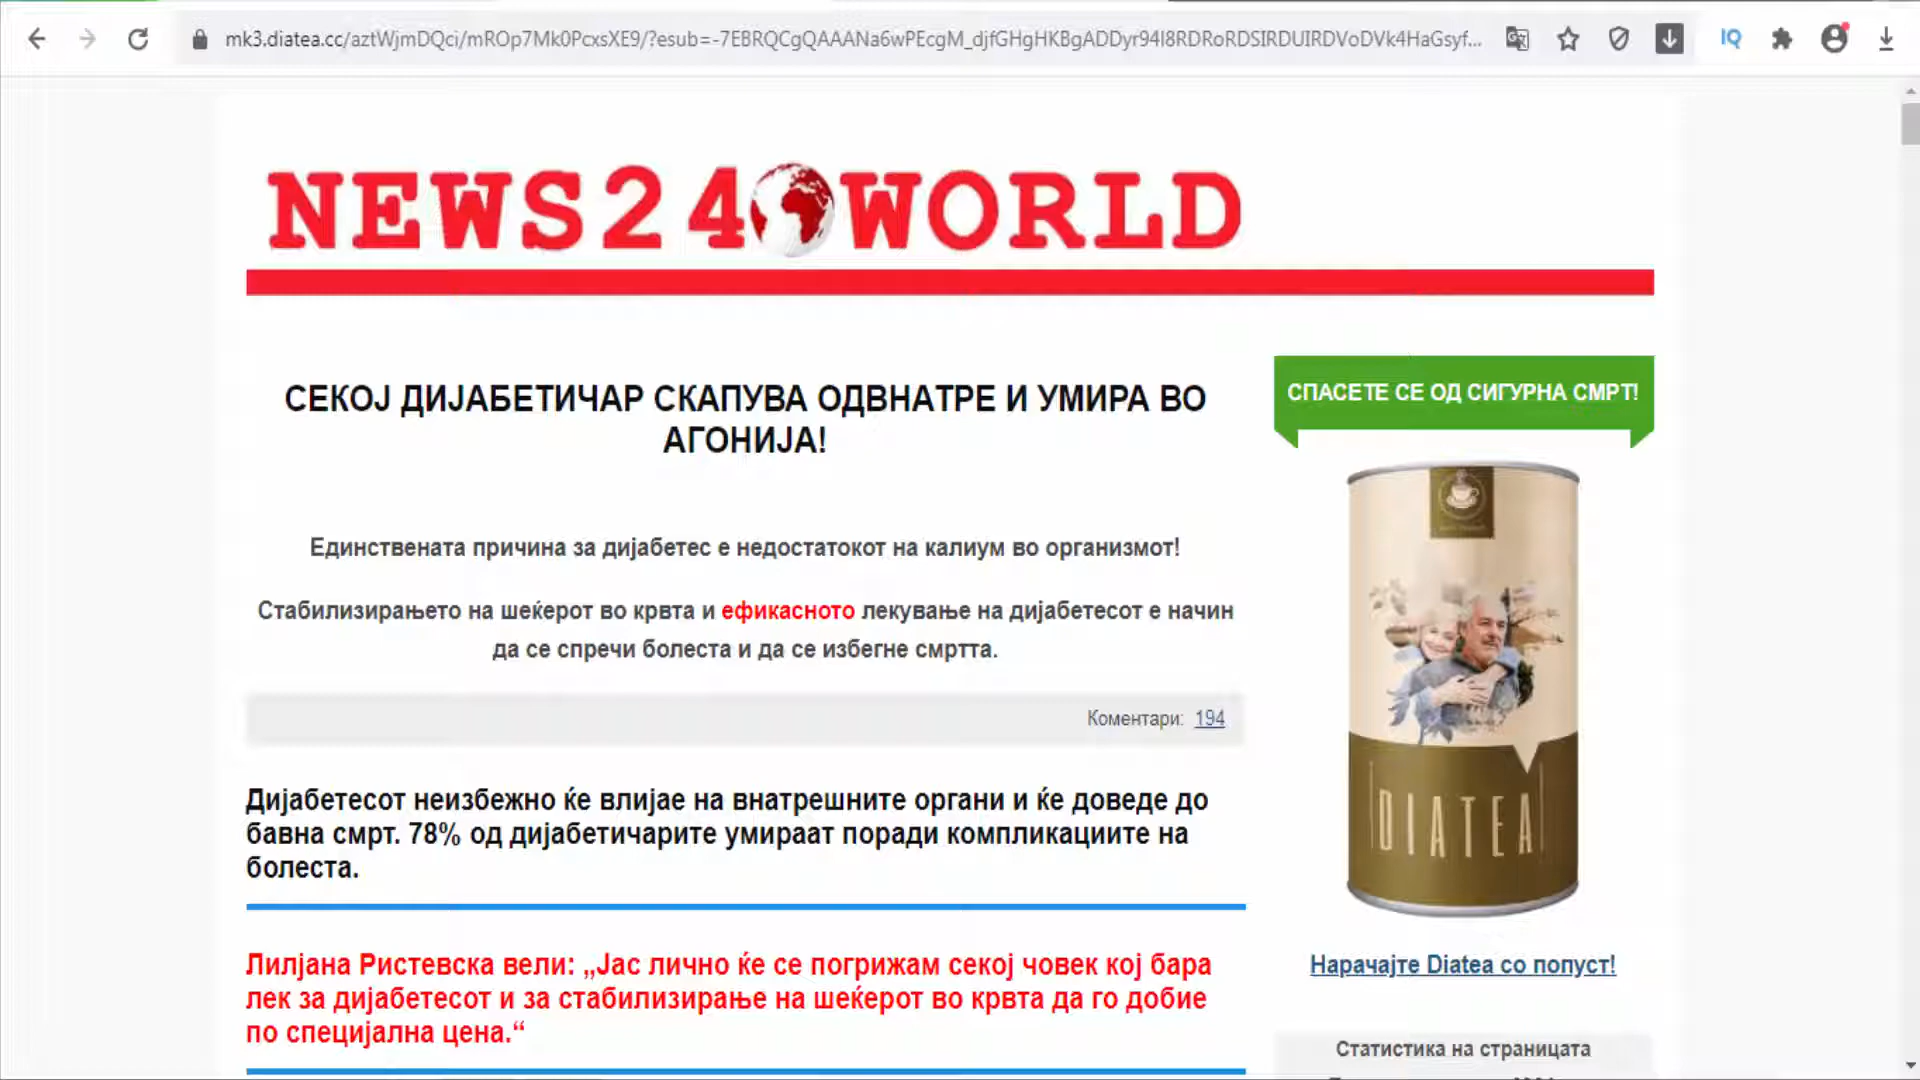 mk3.diatea.cc/aztWjmDQci/mROp7Mk0PcxsXE9/?esub=-7EBRQCgQAAANa6wPEcgM_djfGHgHKBgADDyr94I8RDRoRDSIRDUIRDVoDVk4HaGsyf...
IQ
NEWS24WORLD
СЕКОЈ ДИЈАБЕТИЧАР СКАПУВА ОДВНАТРЕ И УМИРА ВО
АГОНИЈА!
Единствената причина за дијабетес е недостатокот на калиум во организмот!
Стабилизирањето на шеќерот во крвта и ефикасното лекување на дијабетесот е начин
да се спречи болеста и да се избегне смртта.
Коментари: 194
Дијабетесот неизбежно ќе влијае на внатрешните органи и ќе доведе до
бавна смрт. 78% од дијабетичарите умираат поради компликациите на
болеста.
Лилјана Ристевска вели: „Јас лично ќе се погрижам секој човек кој бара
лек за дијабетесот и за стабилизирање на шеќерот во крвта да го добие
по специјална цена.“
СПАСЕТЕ СЕ ОД СИГУРНА СМРТ!
DIATEA
Нарачајте Diatea со попуст!
Статистика на страницата